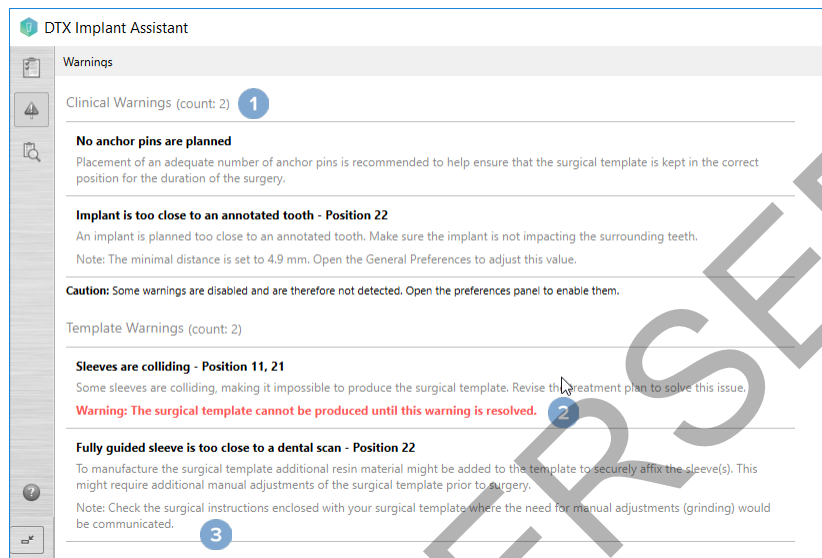 DTX Implant Assistant
Warnings
Clinical Warnings (count: 2) 1
No anchor pins are planned
Placement of an adequate number of anchor pins is recommended to help ensure that the surgical template is kept in the correct
position for the duration of the surgery.
Implant is too close to an annotated tooth - Position 22
An implant is planned too close to an annotated tooth. Make sure the implant is not impacting the surrounding teeth.
Note: The minimal distance is set to 4.9 mm. Open the General Preferences to adjust this value.
Caution: Some warnings are disabled and are therefore not detected. Open the preferences panel to enable them.
Template Warnings (count: 2)
Sleeves are colliding - Position 11, 21
Some sleeves are colliding, making it impossible to produce the surgical template. Revise the treatment plan to solve this issue.
Warning: The surgical template cannot be produced until this warning is resolved. 2
Fully guided sleeve is too close to a dental scan - Position 22
To manufacture the surgical template additional resin material might be added to the template to securely affix the sleeve(s). This
might require additional manual adjustments of the surgical template prior to surgery.
Note: Check the surgical instructions enclosed with your surgical template where the need for manual adjustments (grinding) would
be communicated.
3
?
ERSE